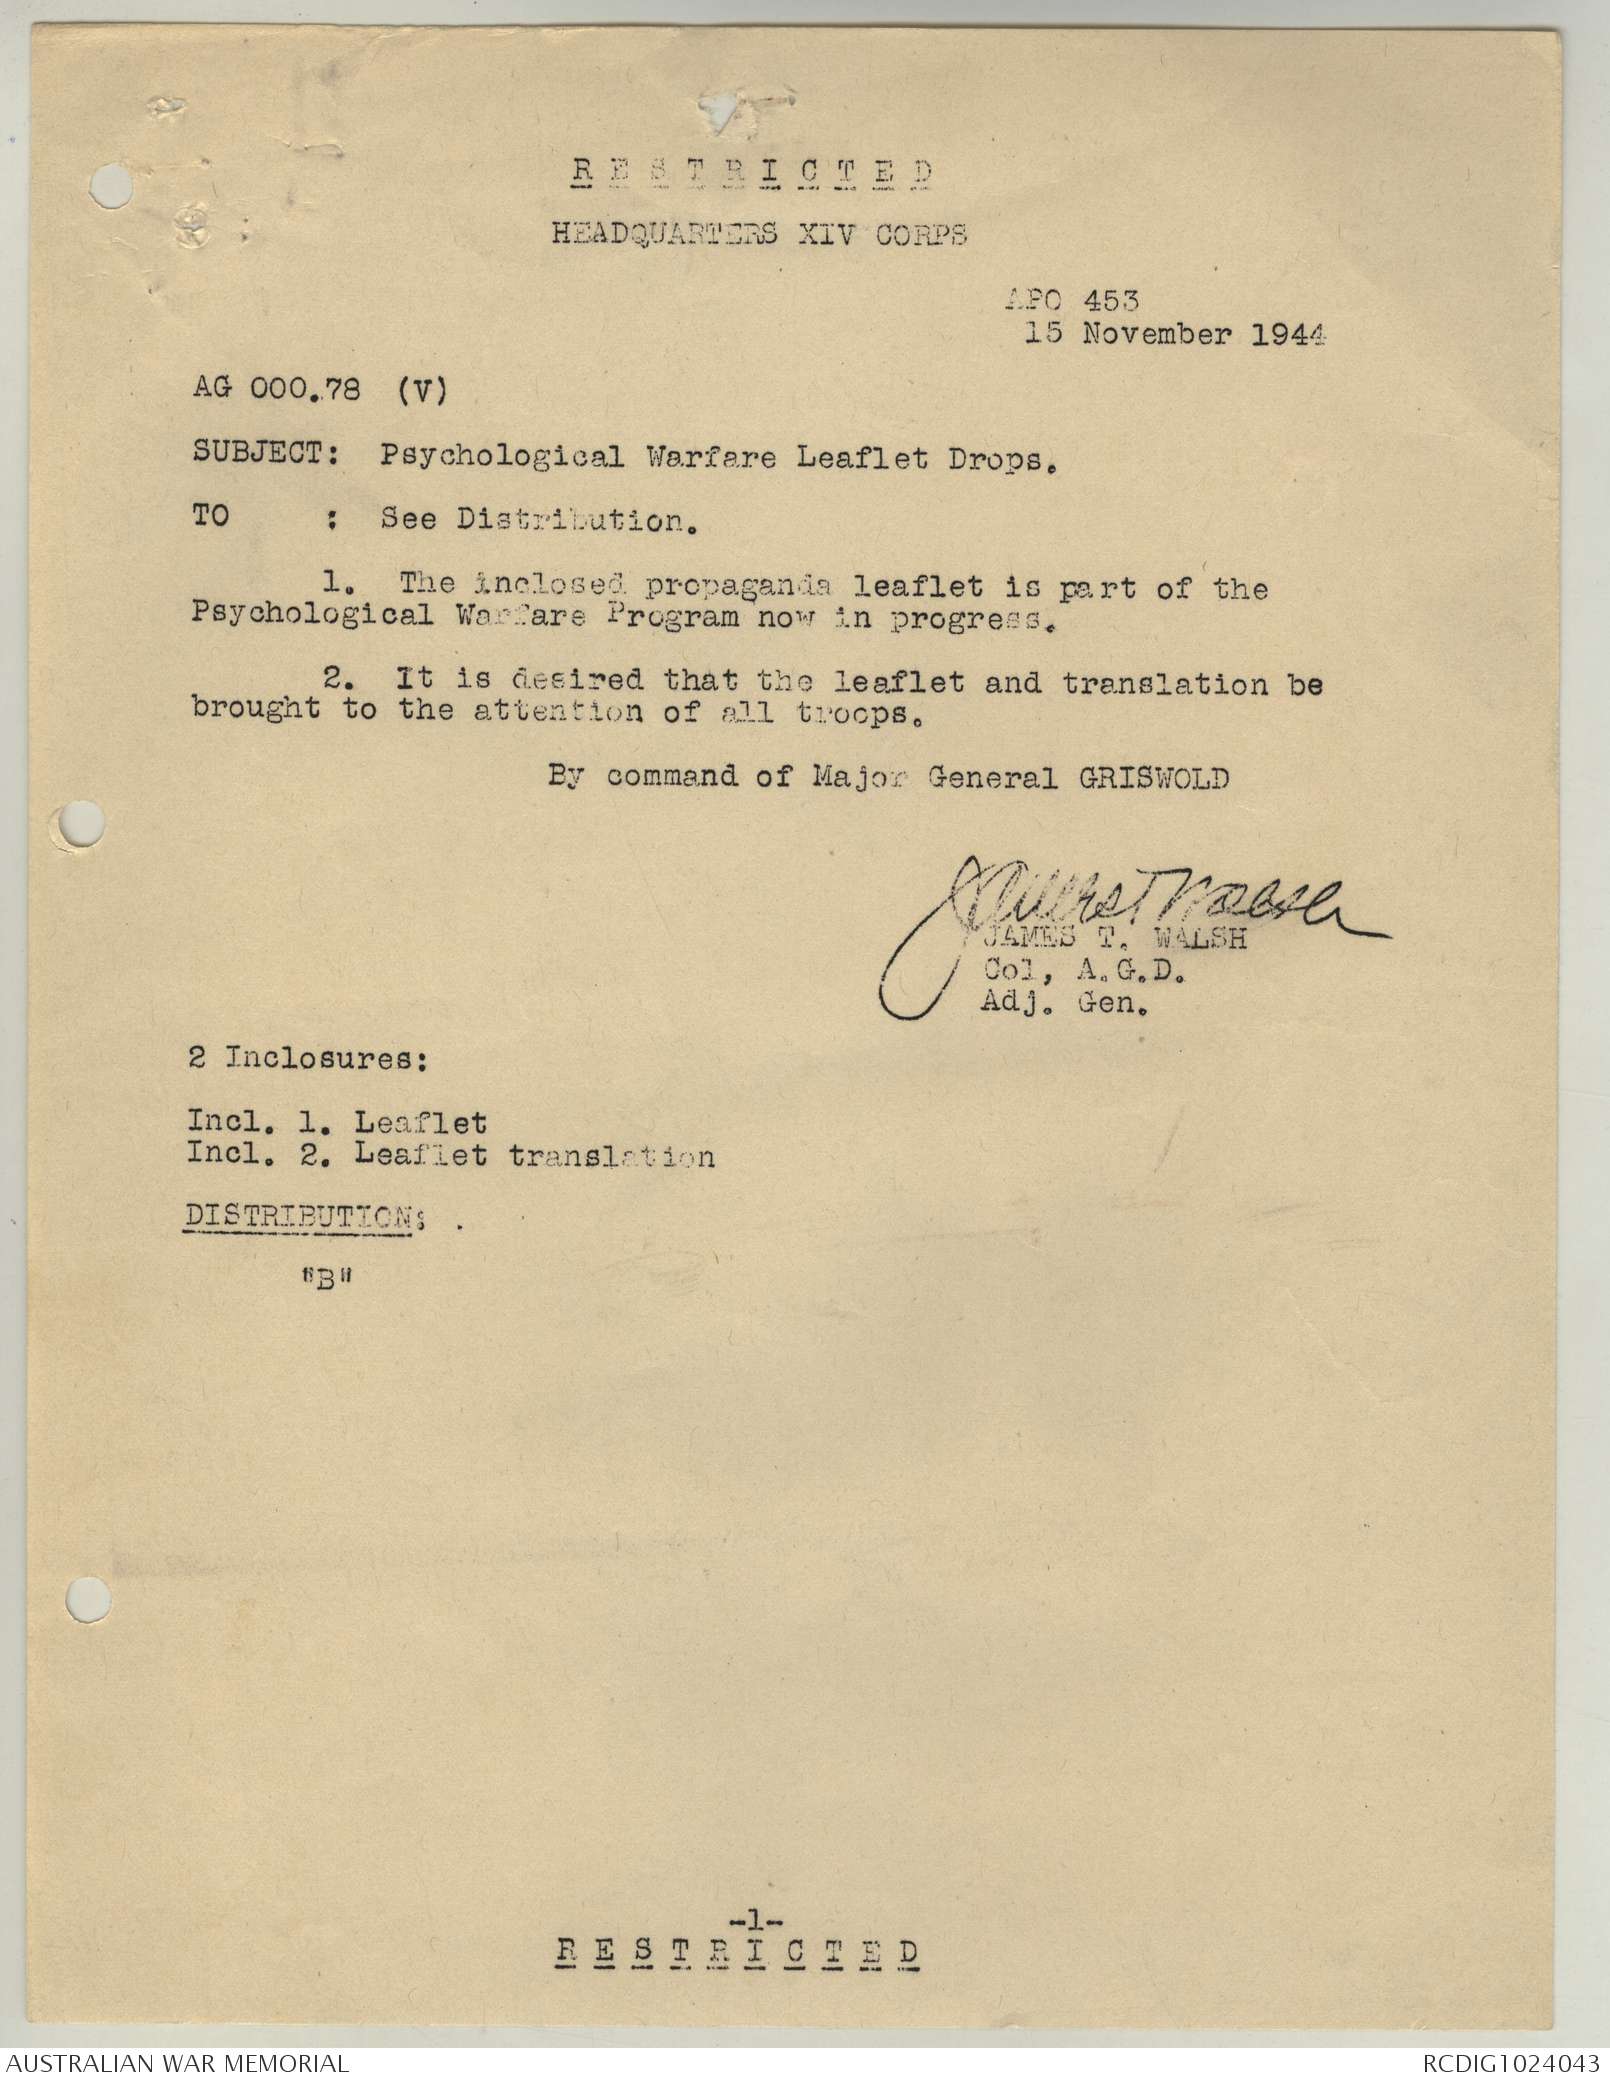 R E S T R I C T E D
HEADQUARTERS XIV CORPS
APO 453
15 November 1944
AG 000.78 (V)
SUBJECT: Psychological Warfare Leaflet Drops.
TO : See Distribution.
1. The inclosed propaganda leaflet is part of the
Psychological Warfare Program now in progress.
2. It is desired that the leaflet and translation be
brought to the attention of all troops.
By command of Major General GRISWOLD
JAMES T. WALSH
Col, A.G.D.
Adj. Gen.
2 Inclosures:
Incl. 1. Leaflet
Incl. 2. Leaflet translation
DISTRIBUTION:
"B"
-1-
R E S T R I C T E D
AUSTRALIAN WAR MEMORIAL
RCDIG1024043